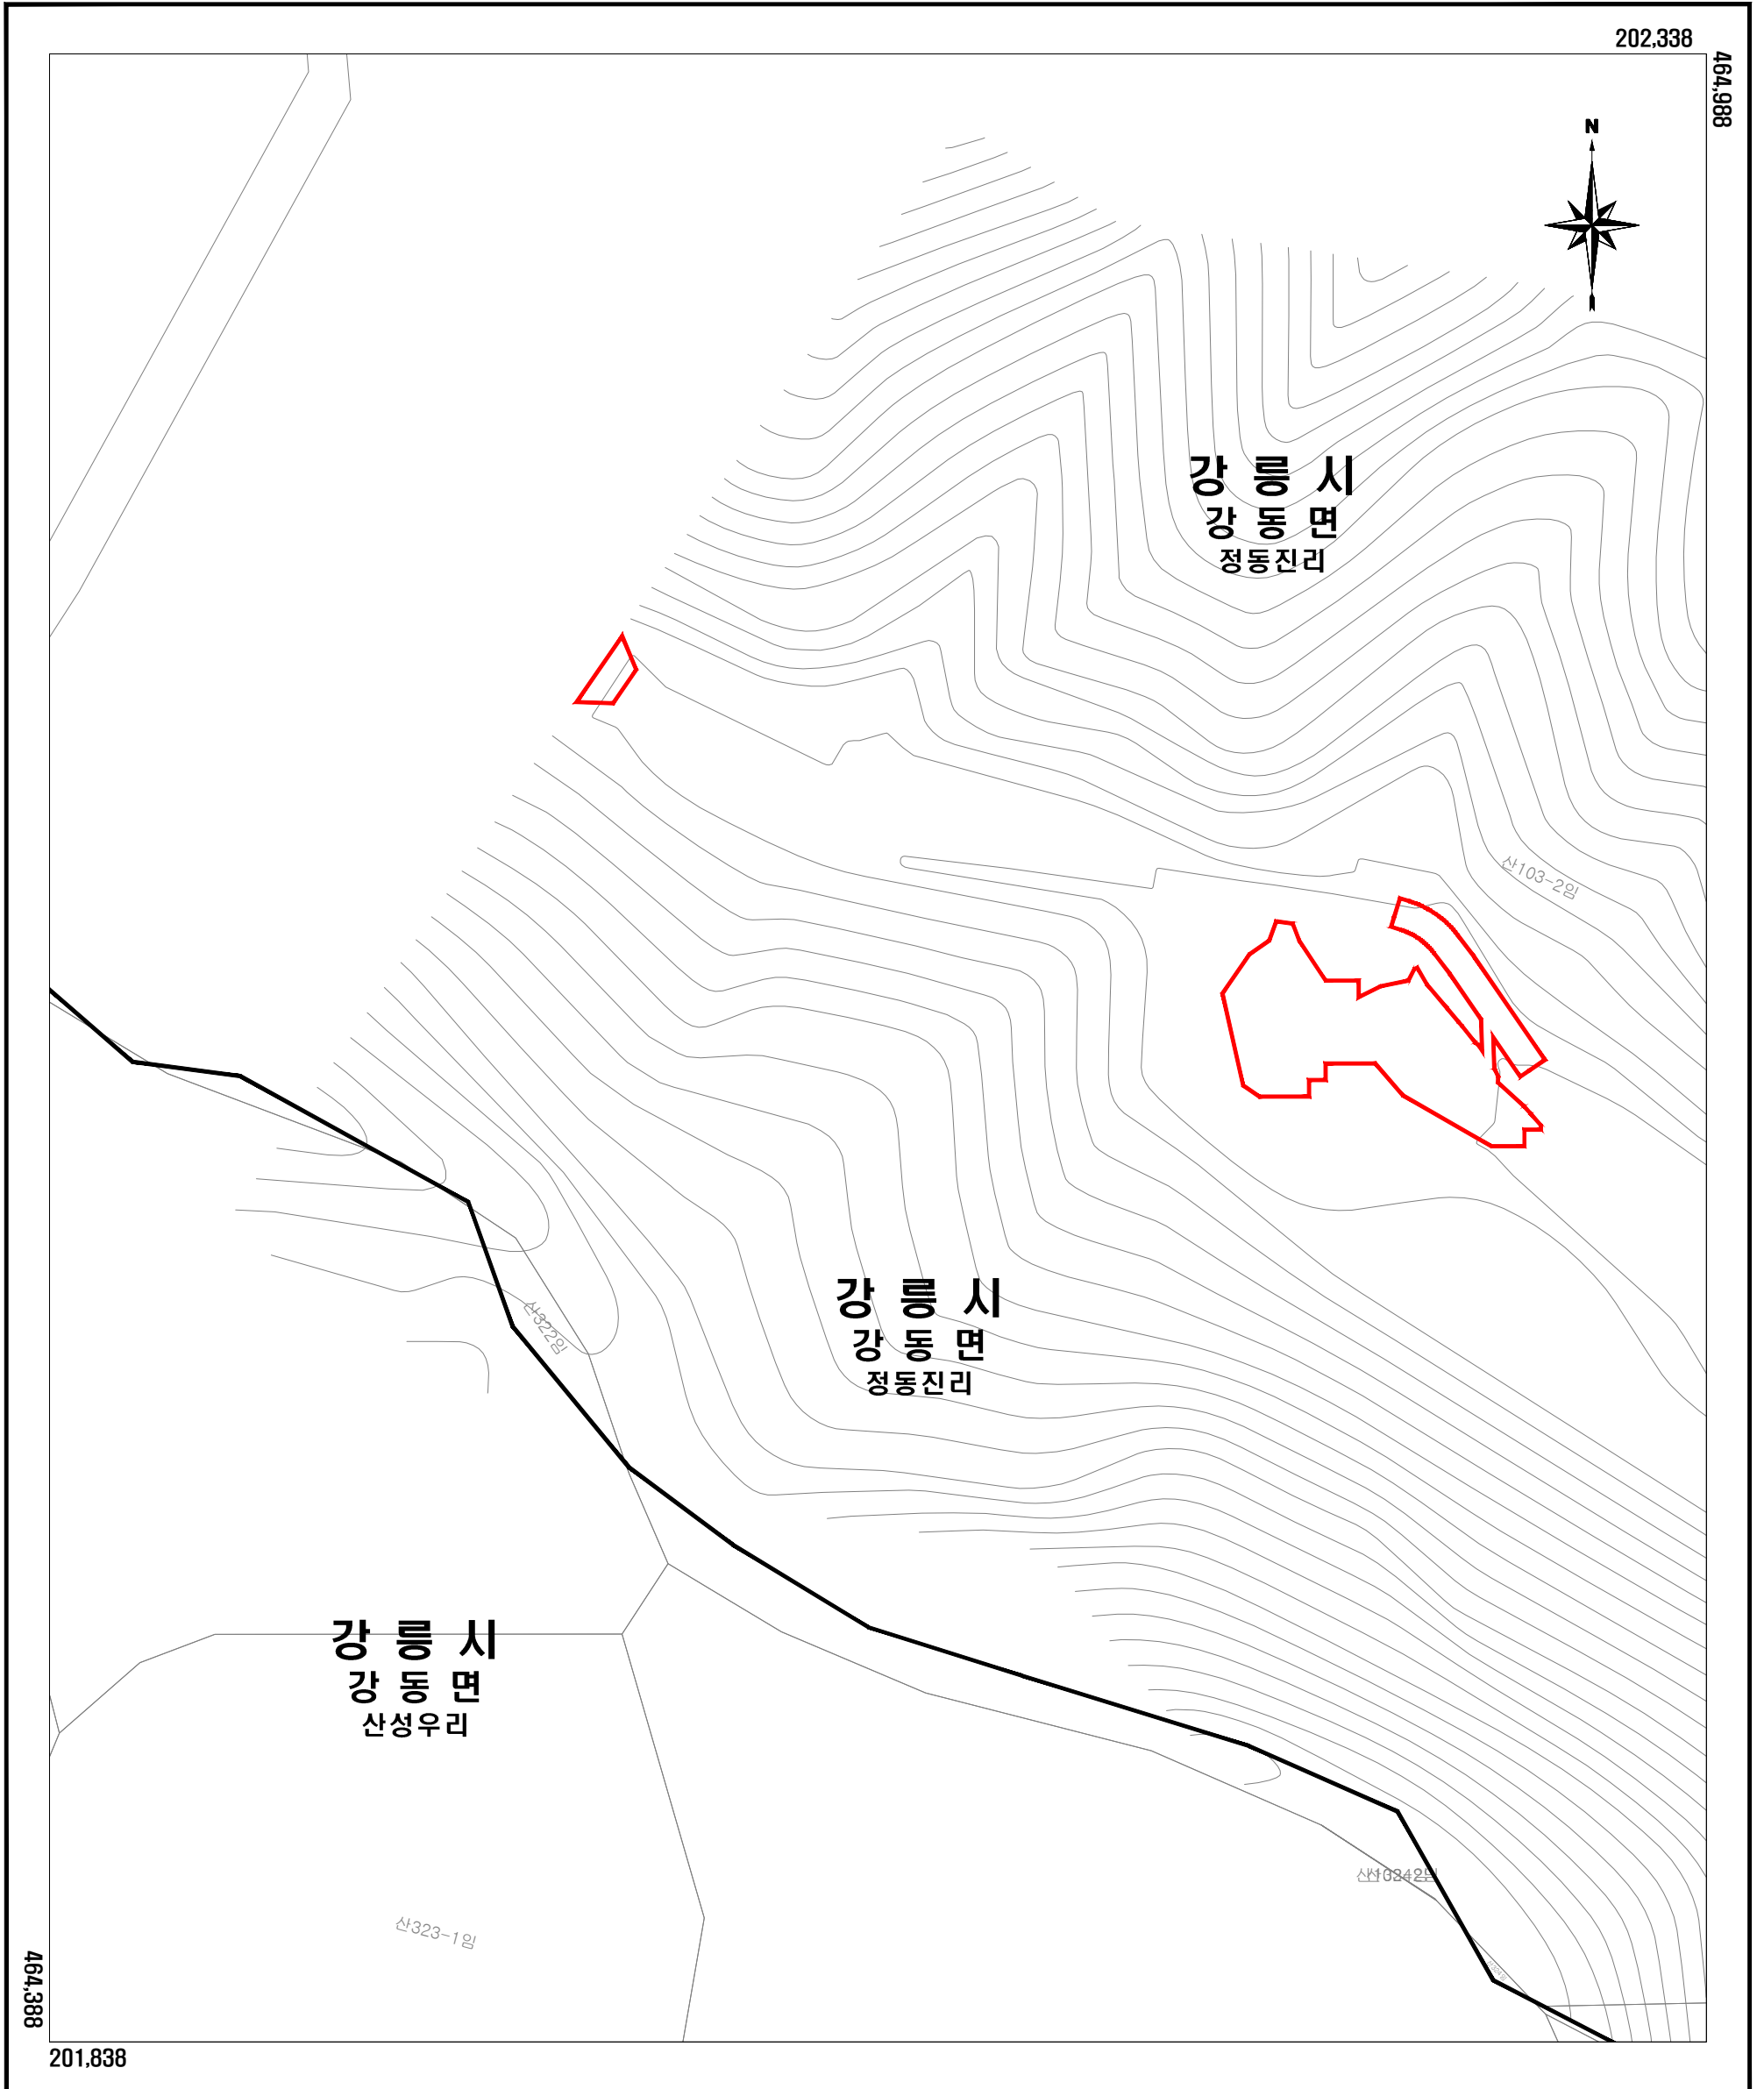 202,338
464,988
N
강 릉 시
강 동 면
정동진리
산103-2임
강 릉 시
강 동 면
정동진리
산322임
강 릉 시
강 동 면
산성우리
산323-1임
464,388
201,838